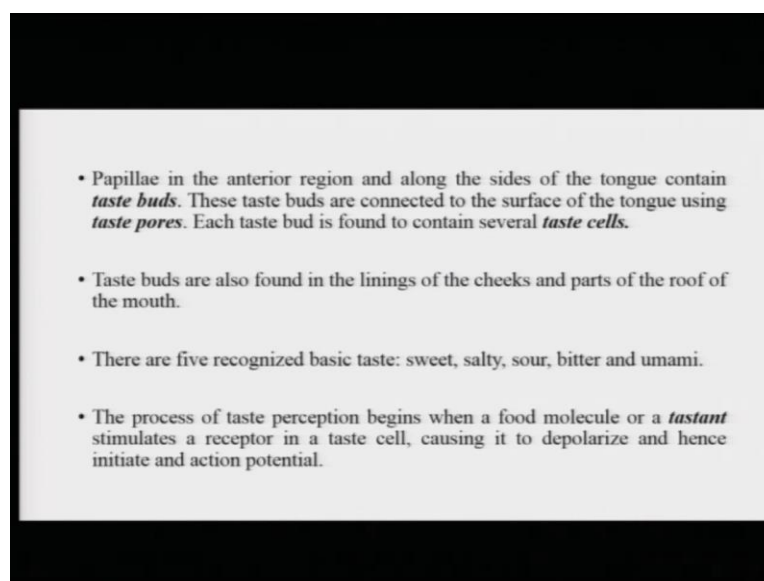 • Papillae in the anterior region and along the sides of the tongue contain
taste buds. These taste buds are connected to the surface of the tongue using
taste pores. Each taste bud is found to contain several taste cells.
• Taste buds are also found in the linings of the cheeks and parts of the roof of
the mouth.
• There are five recognized basic taste: sweet, salty, sour, bitter and umami.
• The process of taste perception begins when a food molecule or a tastant
stimulates a receptor in a taste cell, causing it to depolarize and hence
initiate and action potential.